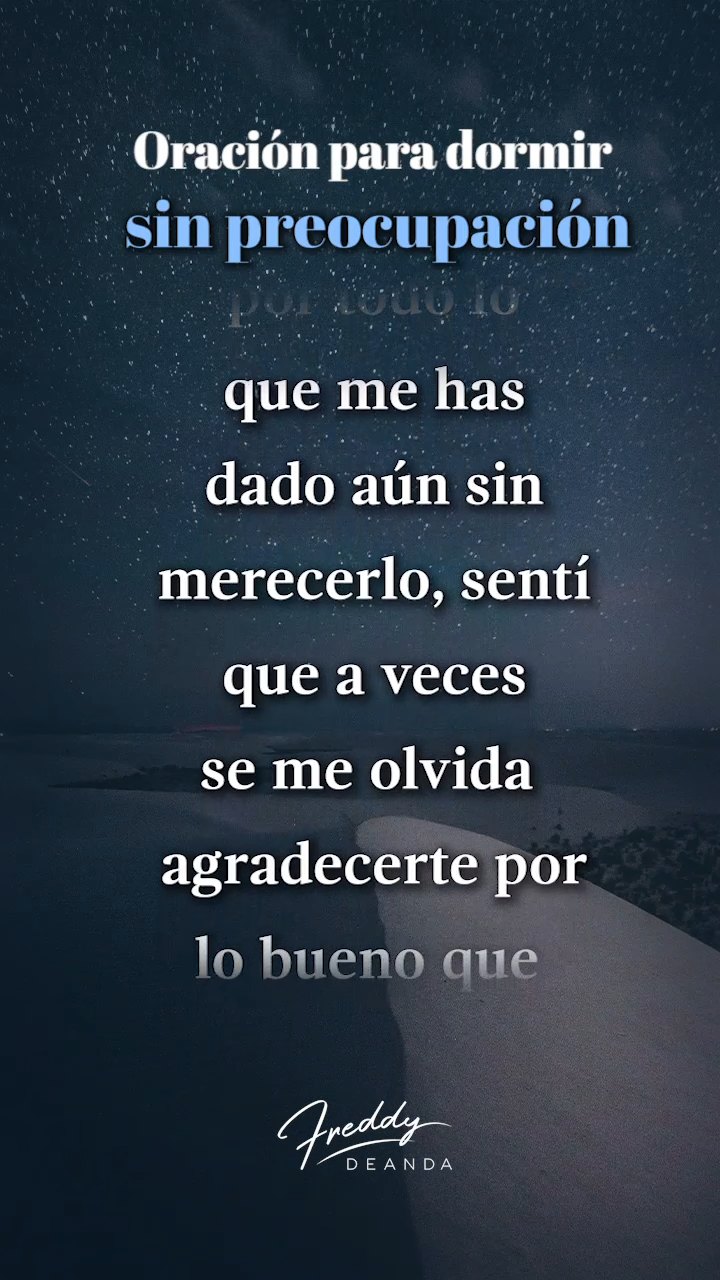 Oración para dormir
sin preocupación
por todo lo
que me has
dado aún sin
merecerlo, sentí
que a veces
se me olvida
agradecerte por
lo bueno que
Freddy
DEANDA